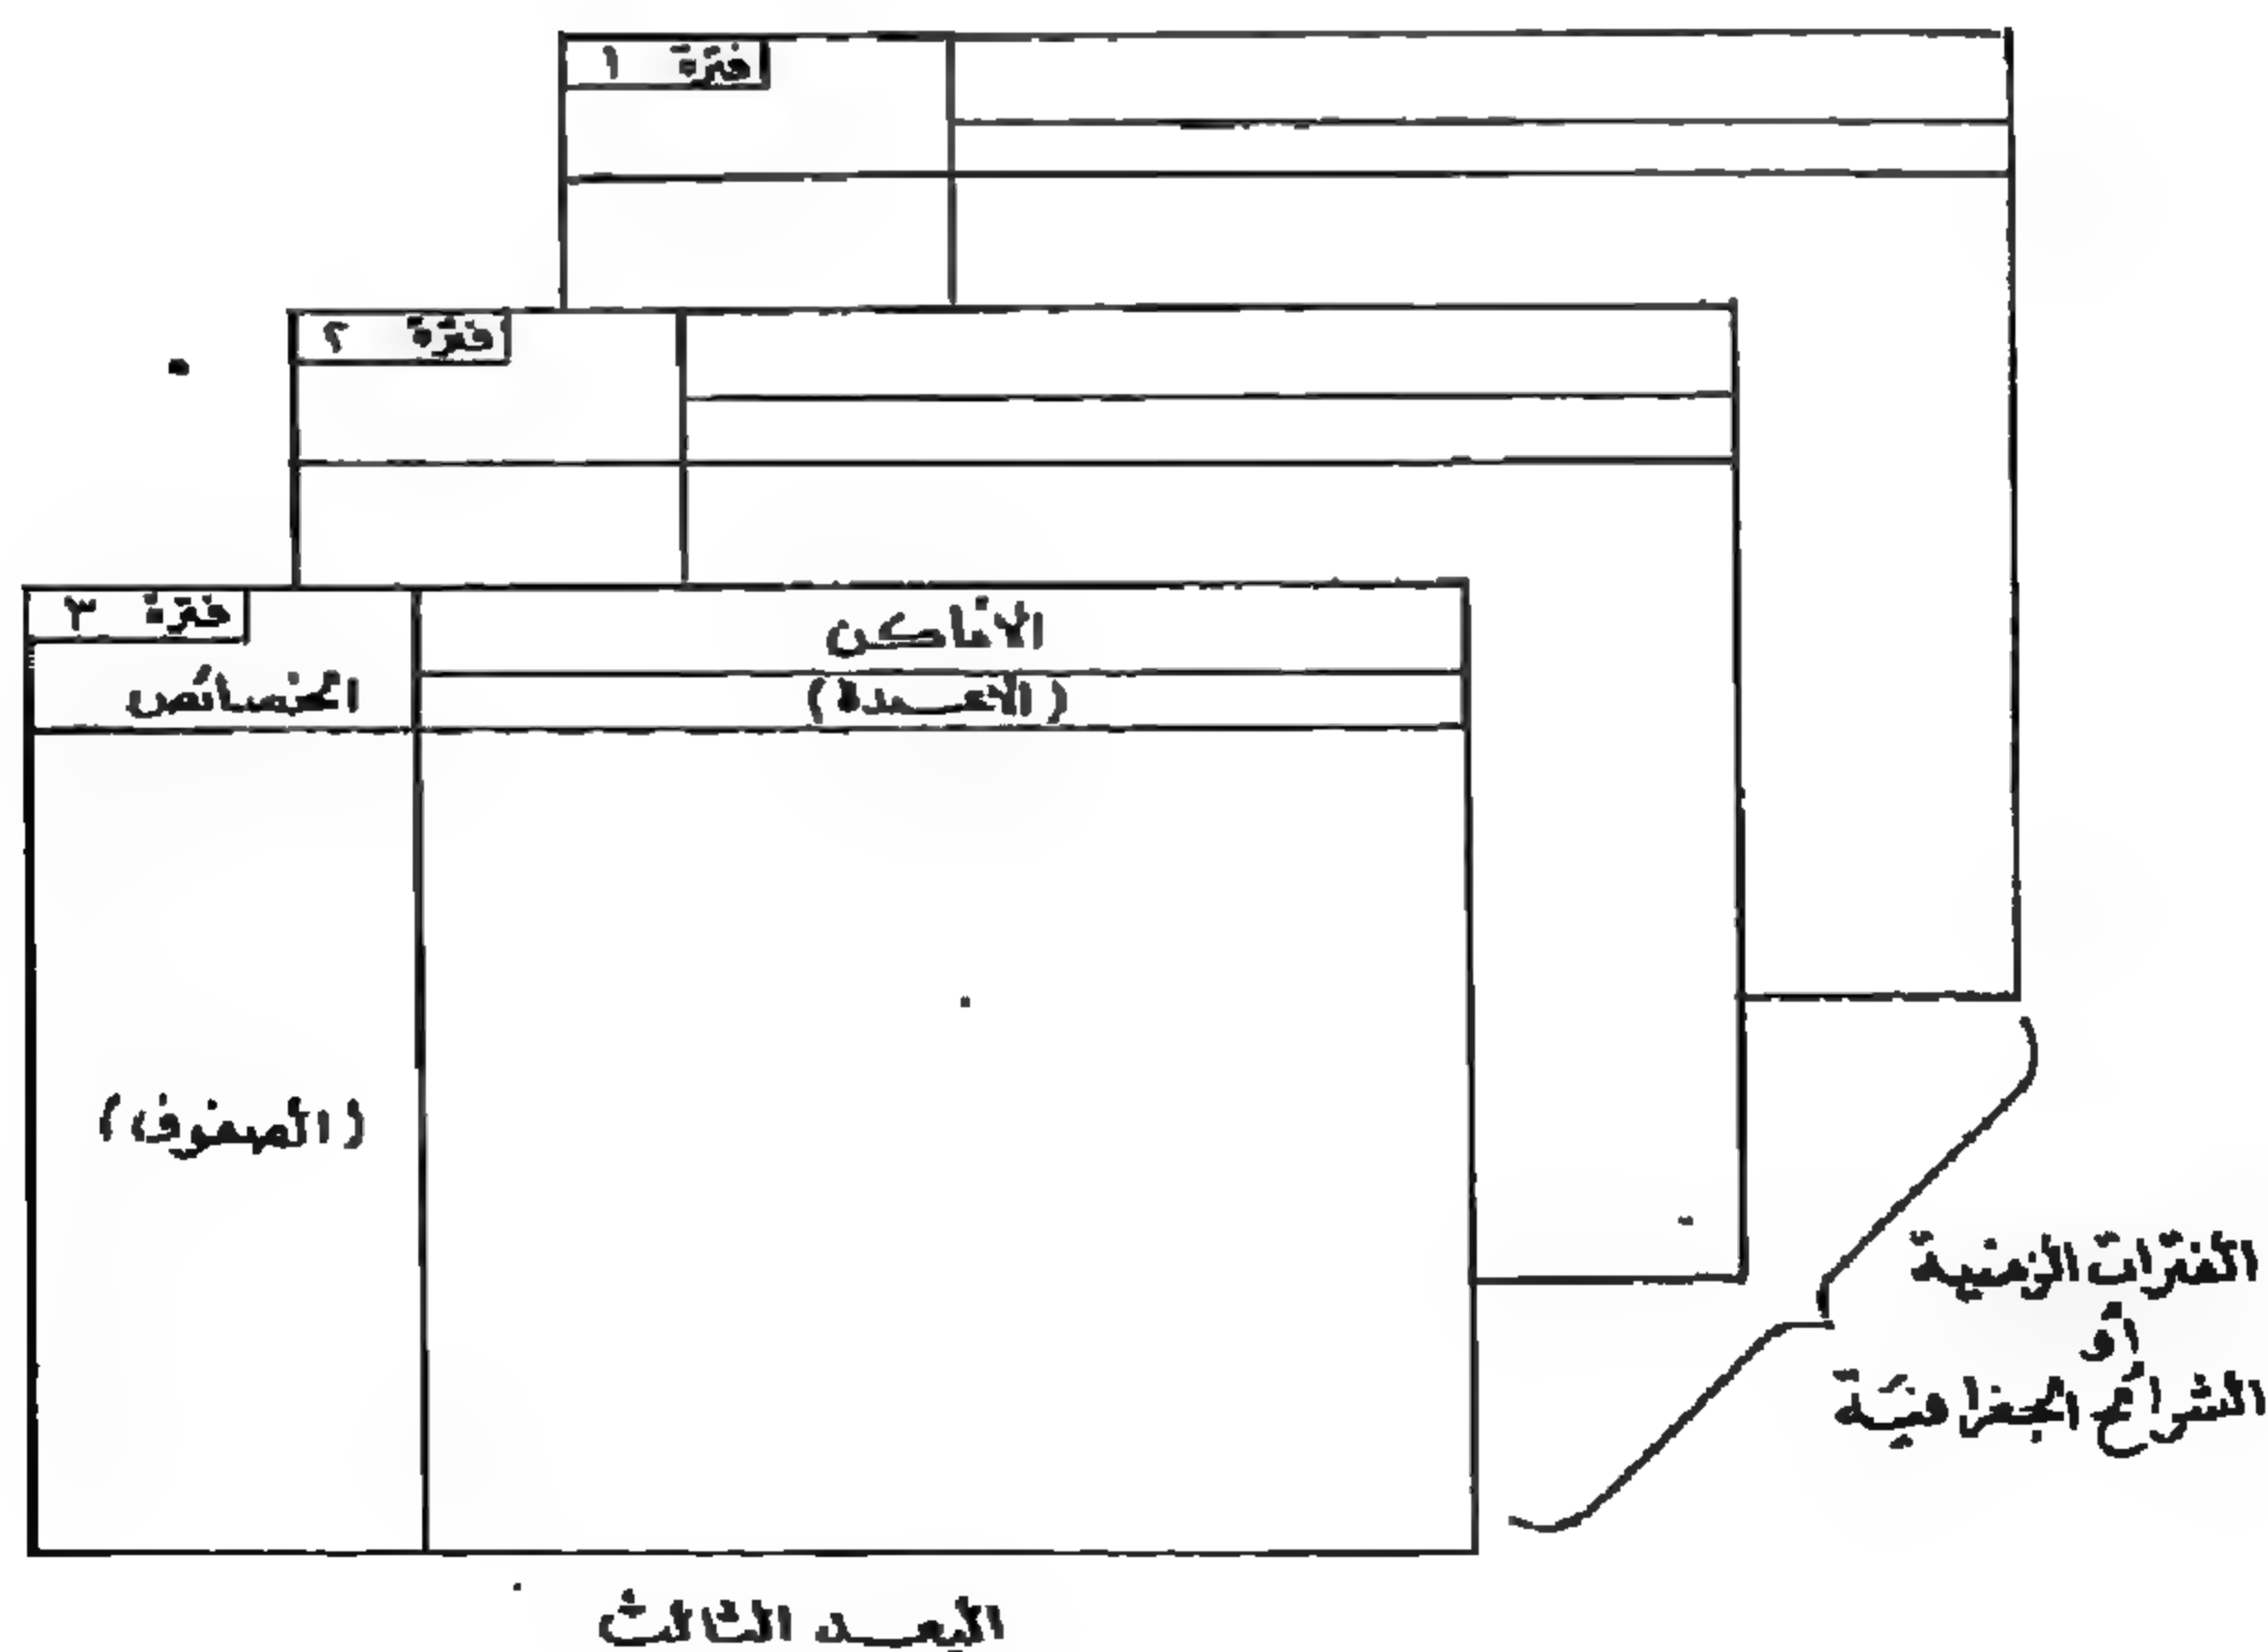 فترة ١
فترة ٢
فترة ٣
الأماكن
(الأعمدة)
الخصائص
(الصفوف)
الفترات الزمنية
أو
الشرائح الجغرافية
البعد الثالث